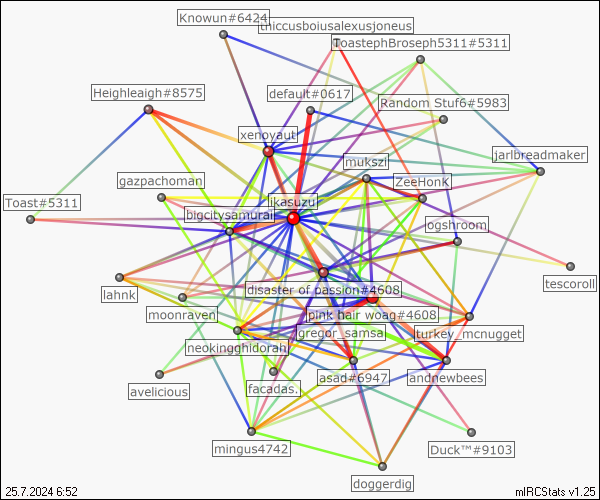 Knowun#6424
thiccusboiusalexusjoneus
ToastephBroseph5311#5311
Heighleaigh#8575
default#0617
Random Stuf6#5983
xenoyaut
mukszi
jarlbreadmaker
gazpachoman
ZeeHonk
Toast#5311
ikasuzu
bigcitysamurai
ogshroom
tescoroll
lahnk
disaster of passion#4608
moonraven
pink hair woag#4608
gregor_samsa
turkey_mcnugget
neokingghidorah
avelicious
facadas.
asad#6947
andnewbees
mingus4742
Duck™#9103
doggerdig
25.7.2024 6:52
mIRCStats v1.25